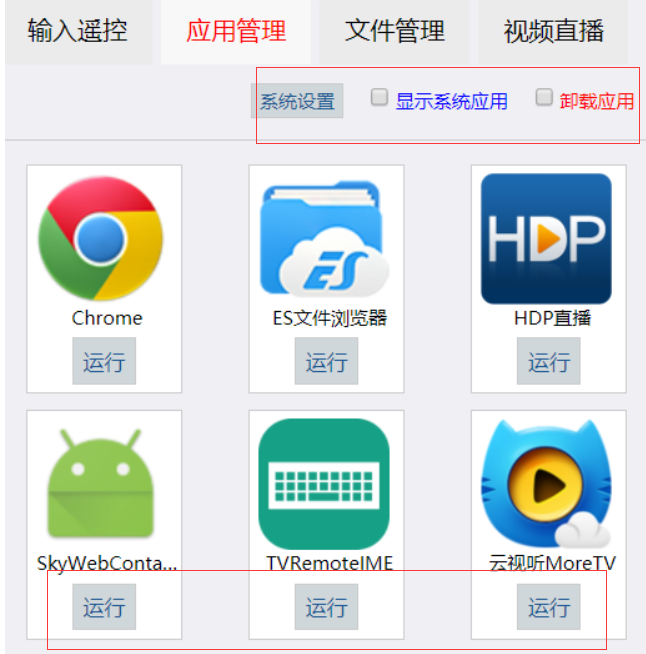 输入遥控 应用管理 文件管理 视频直播
系统设置 显示系统应用 卸载应用
ES HDP
Chrome ES文件浏览器 HDP直播
运行 运行 运行
SkyWebConta... TVRemoteIME 云视听MoreTV
运行 运行 运行